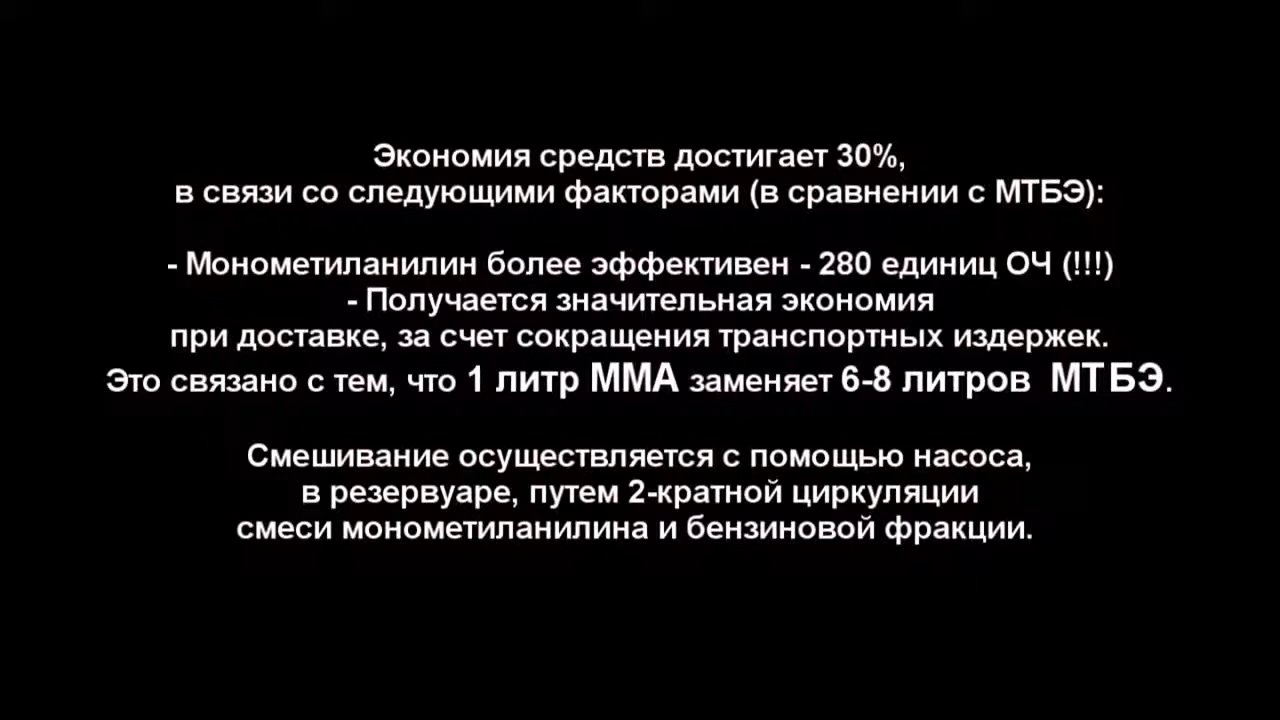 Экономия средств достигает 30%,
в связи со следующими факторами (в сравнении с МТБЭ):
- Монометиланилин более эффективен - 280 единиц ОЧ (!!!)
- Получается значительная экономия
при доставке, за счет сокращения транспортных издержек.
Это связано с тем, что 1 литр ММА заменяет 6-8 литров МТБЭ.
Смешивание осуществляется с помощью насоса,
в резервуаре, путем 2-кратной циркуляции
смеси монометиланилина и бензиновой фракции.